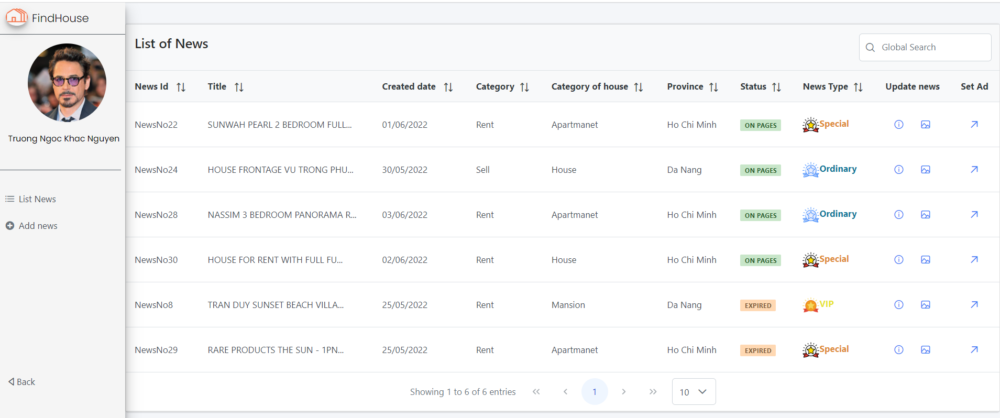 FindHouse
Truong Ngoc Khac Nguyen
List News
Add news
Back
List of News
Global Search
News Id Title Created date Category Category of house Province Status News Type Update news Set Ad
NewsNo22 SUNWAH PEARL 2 BEDROOM FULL... 01/06/2022 Rent Apartmanet Ho Chi Minh ON PAGES Special
NewsNo24 HOUSE FRONTAGE VU TRONG PHU... 30/05/2022 Sell House Da Nang ON PAGES Ordinary
NewsNo28 NASSIM 3 BEDROOM PANORAMA R... 03/06/2022 Rent Apartmanet Ho Chi Minh ON PAGES Ordinary
NewsNo30 HOUSE FOR RENT WITH FULL FU... 02/06/2022 Rent House Ho Chi Minh ON PAGES Special
NewsNo8 TRAN DUY SUNSET BEACH VILLA... 25/05/2022 Rent Mansion Da Nang EXPIRED VIP
NewsNo29 RARE PRODUCTS THE SUN - 1PN... 25/05/2022 Rent Apartmanet Ho Chi Minh EXPIRED Special
Showing 1 to 6 of 6 entries 1 10